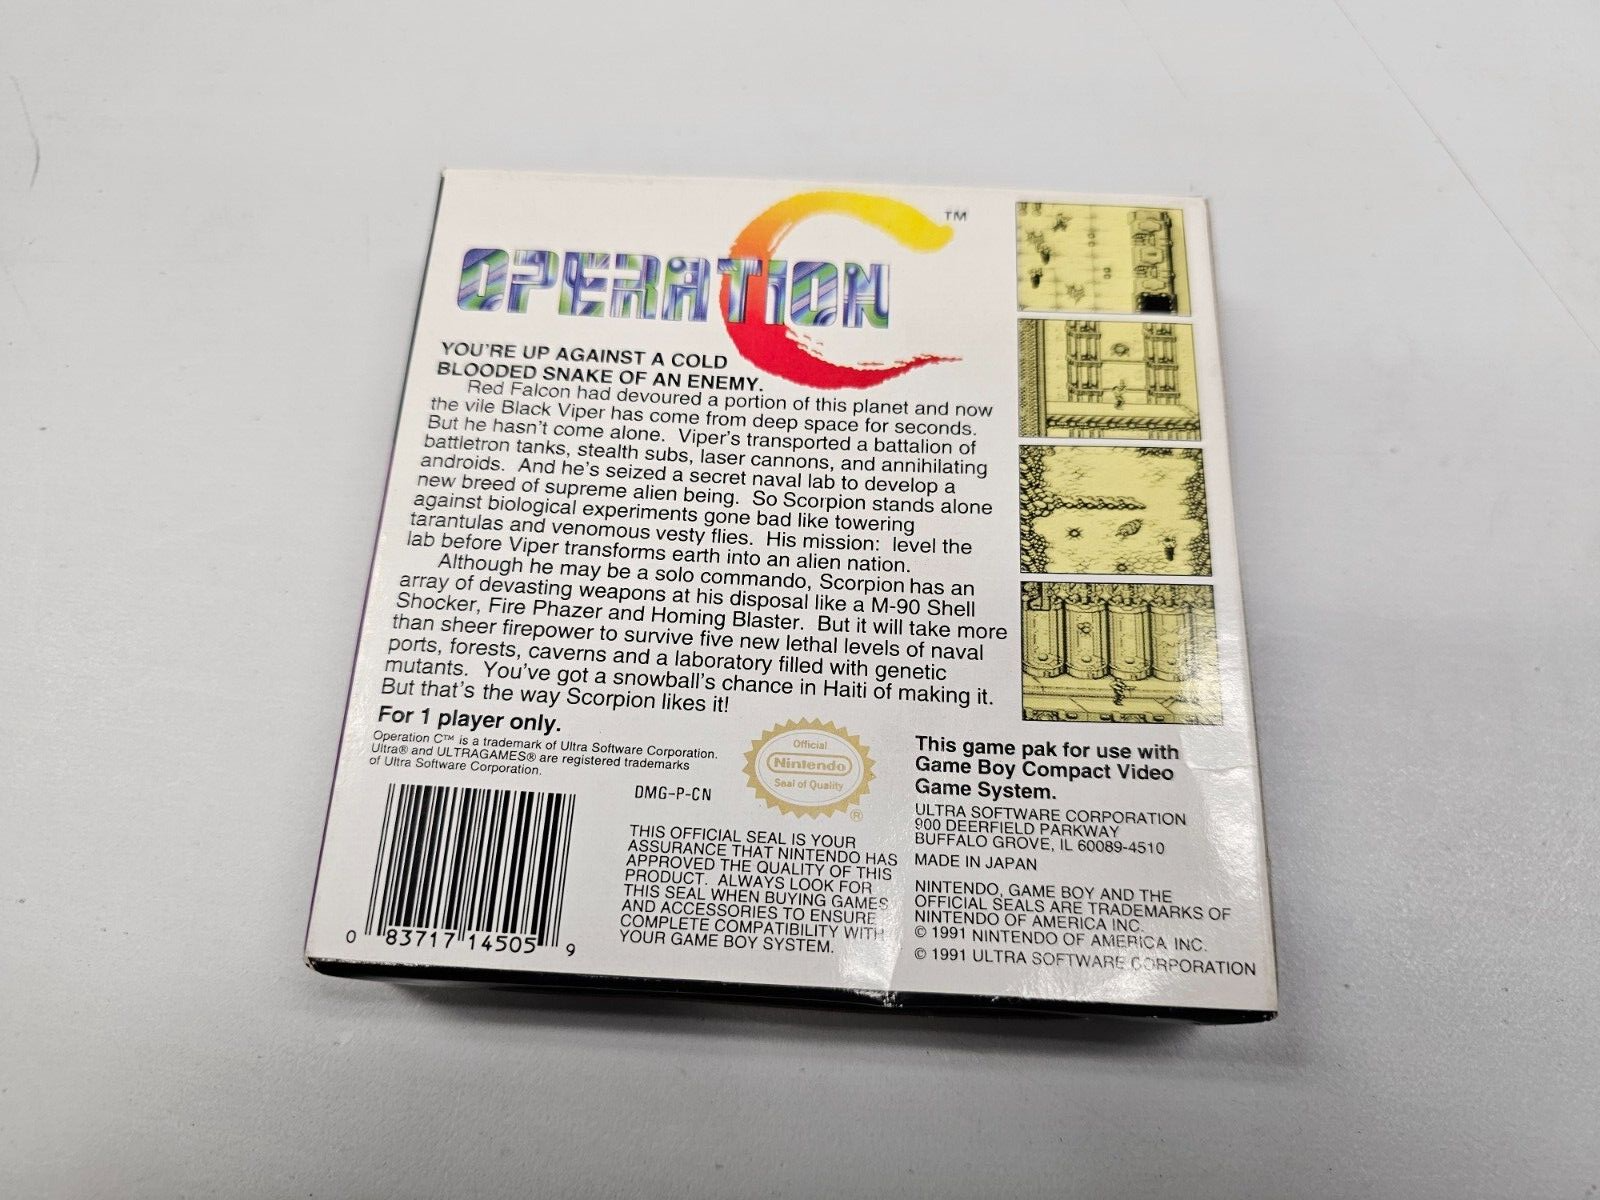 OPERATION C™
YOU'RE UP AGAINST A COLD
BLOODED SNAKE OF AN ENEMY.
Red Falcon had devoured a portion of this planet and now
the vile Black Viper has come from deep space for seconds.
But he hasn't come alone. Viper's transported a battalion of
battletron tanks, stealth subs, laser cannons, and annihilating
androids. And he's seized a secret naval lab to develop a
new breed of supreme alien being. So Scorpion stands alone
against biological experiments gone bad like towering
tarantulas and venomous vesty flies. His mission: level the
lab before Viper transforms earth into an alien nation.
Although he may be a solo commando, Scorpion has an
array of devasting weapons at his disposal like a M-90 Shell
Shocker, Fire Phazer and Homing Blaster. But it will take more
than sheer firepower to survive five new lethal levels of naval
ports, forests, caverns and a laboratory filled with genetic
mutants. You've got a snowball's chance in Haiti of making it.
But that's the way Scorpion likes it!
For 1 player only.
Operation C™ is a trademark of Ultra Software Corporation.
Ultra® and ULTRAGAMES® are registered trademarks
of Ultra Software Corporation.
0 83717 14505 9
DMG-P-CN
Official
Nintendo
Seal of Quality
®
THIS OFFICIAL SEAL IS YOUR
ASSURANCE THAT NINTENDO HAS
APPROVED THE QUALITY OF THIS
PRODUCT. ALWAYS LOOK FOR
THIS SEAL WHEN BUYING GAMES
AND ACCESSORIES TO ENSURE
COMPLETE COMPATIBILITY WITH
YOUR GAME BOY SYSTEM.
This game pak for use with
Game Boy Compact Video
Game System.
ULTRA SOFTWARE CORPORATION
900 DEERFIELD PARKWAY
BUFFALO GROVE, IL 60089-4510
MADE IN JAPAN
NINTENDO, GAME BOY AND THE
OFFICIAL SEALS ARE TRADEMARKS OF
NINTENDO OF AMERICA INC.
© 1991 NINTENDO OF AMERICA INC.
© 1991 ULTRA SOFTWARE CORPORATION